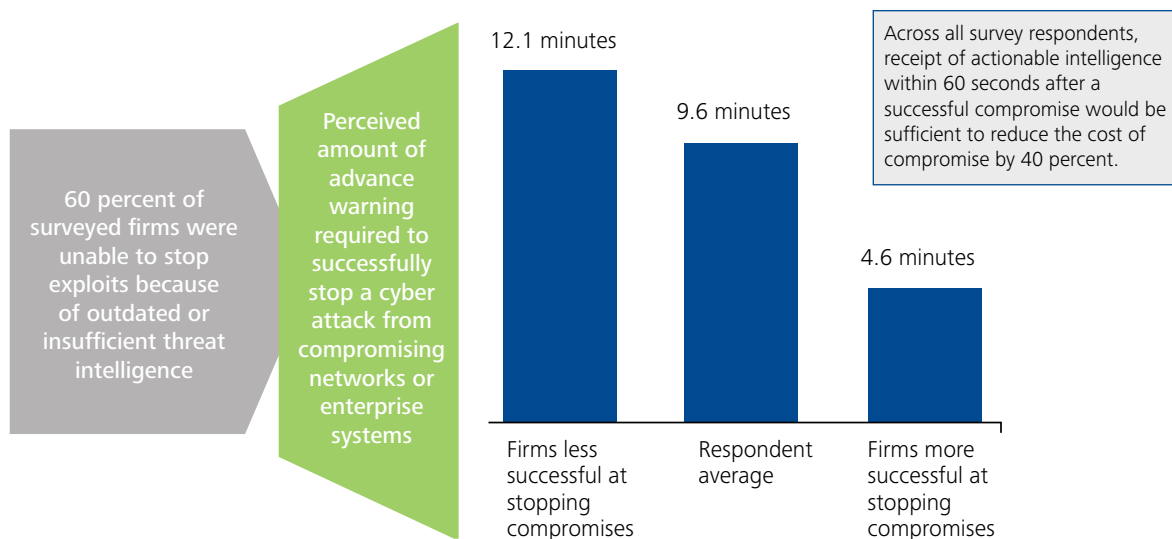 60 percent of
surveyed firms were
unable to stop
exploits because
of outdated or
insufficient threat
intelligence
Perceived
amount of
advance
warning
required to
successfully
stop a cyber
attack from
compromising
networks or
enterprise
systems
12.1 minutes
9.6 minutes
4.6 minutes
Firms less
successful at
stopping
compromises
Respondent
average
Firms more
successful at
stopping
compromises
Across all survey respondents,
receipt of actionable intelligence
within 60 seconds after a
successful compromise would be
sufficient to reduce the cost of
compromise by 40 percent.